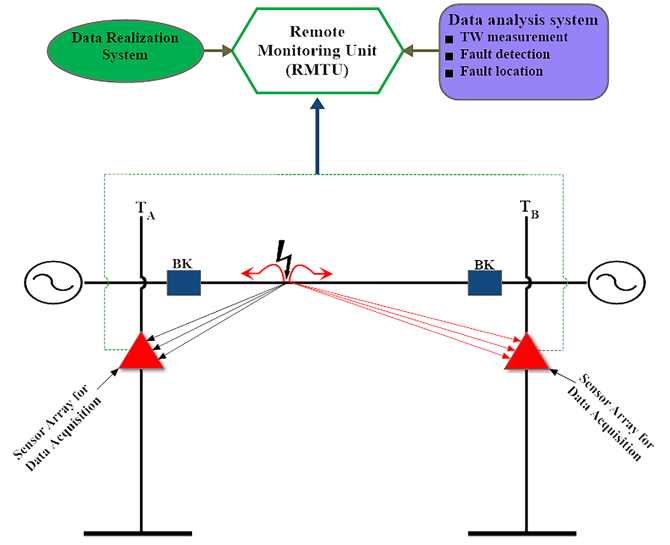 Data Realization
System
Remote
Monitoring Unit
(RMTU)
Data analysis system
TW measurement
Fault detection
Fault location
TA
TB
BK
BK
Sensor Array for
Data Acquisition
Sensor Array for
Data Acquisition